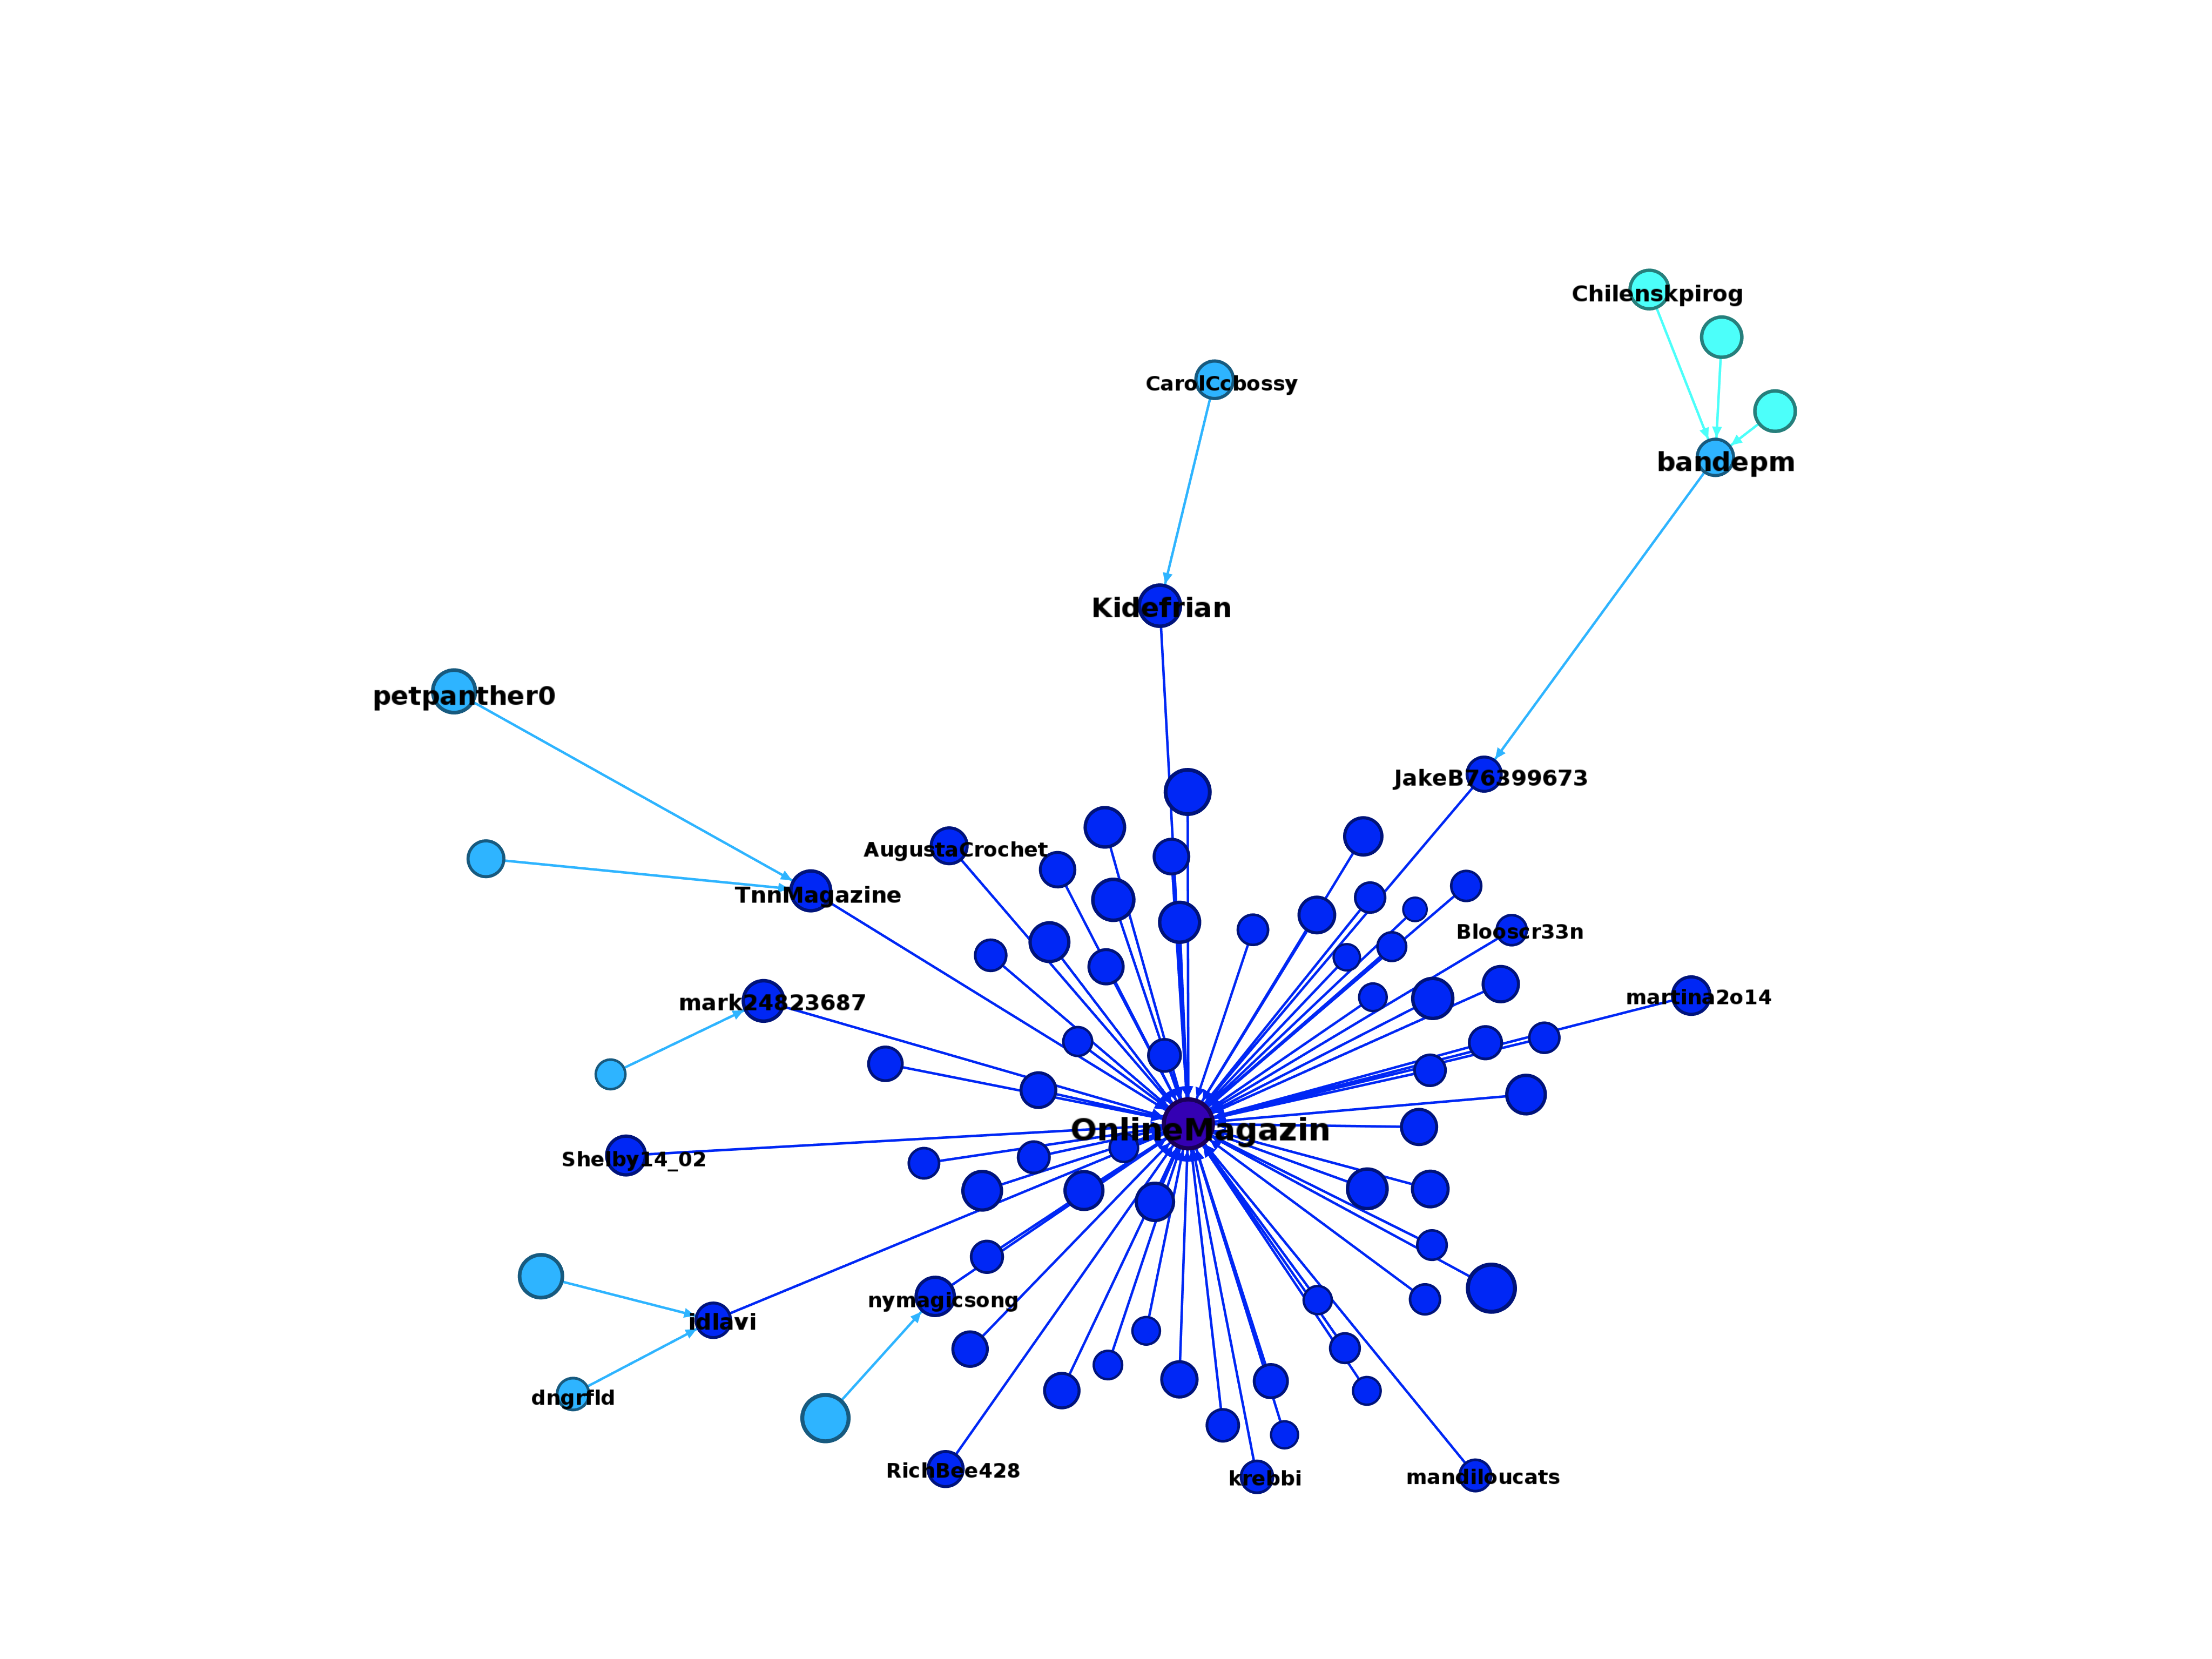 Chilenskpirog
CarolCcbossy
bandepm
Kidefrian
petpanther0
JakeB76399673
AugustaCrochet
TnnMagazine
Blooscr33n
mark24823687
martina2o14
OnlineMagazin
Shelby14_02
nymagicsong
idlavi
dngrfld
RichBee428
krebbi
mandiloucats